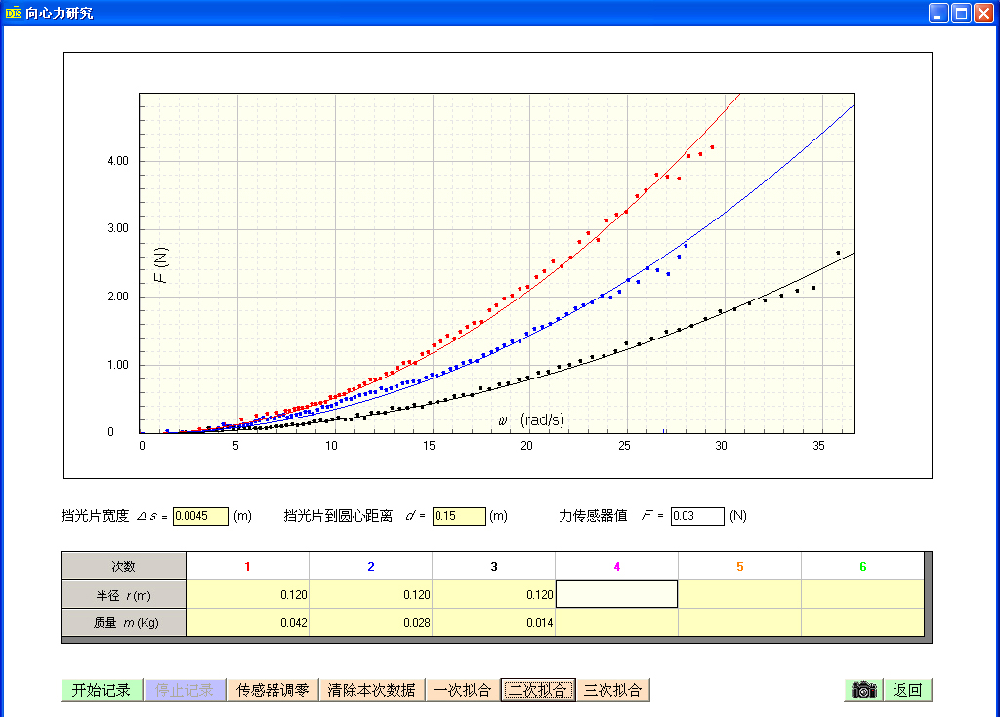 DIS 向心力研究
4.00
3.00
2.00
1.00
0
F (N)
ω (rad/s)
0 5 10 15 20 25 30 35
挡光片宽度 Δs = 0.0045 (m) 挡光片到圆心距离 d = 0.15 (m) 力传感器值 F = 0.03 (N)
次数 1 2 3 4 5 6
半径 r (m) 0.120 0.120 0.120
质量 m (Kg) 0.042 0.028 0.014
开始记录 停止记录 传感器调零 清除本次数据 一次拟合 二次拟合 三次拟合 返回